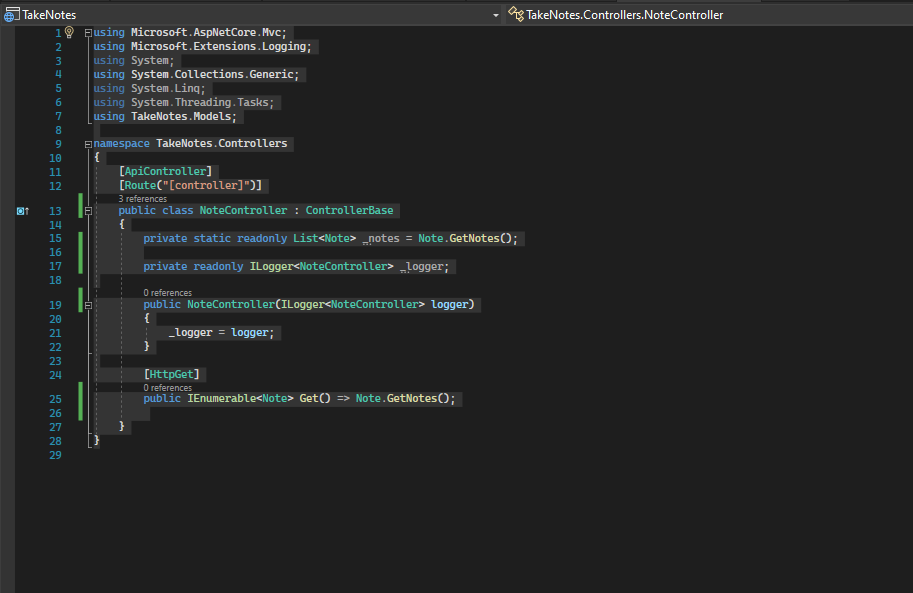 TakeNotes
TakeNotes.Controllers.NoteController
1 using Microsoft.AspNetCore.Mvc;
2 using Microsoft.Extensions.Logging;
3 using System;
4 using System.Collections.Generic;
5 using System.Linq;
6 using System.Threading.Tasks;
7 using TakeNotes.Models;
8
9 namespace TakeNotes.Controllers
10 {
11 [ApiController]
12 [Route("[controller]")]
3 references
13 public class NoteController : ControllerBase
14 {
15 private static readonly List<Note> _notes = Note.GetNotes();
16
17 private readonly ILogger<NoteController> _logger;
18
0 references
19 public NoteController(ILogger<NoteController> logger)
20 {
21 _logger = logger;
22 }
23
24 [HttpGet]
0 references
25 public IEnumerable<Note> Get() => Note.GetNotes();
26
27 }
28 }
29